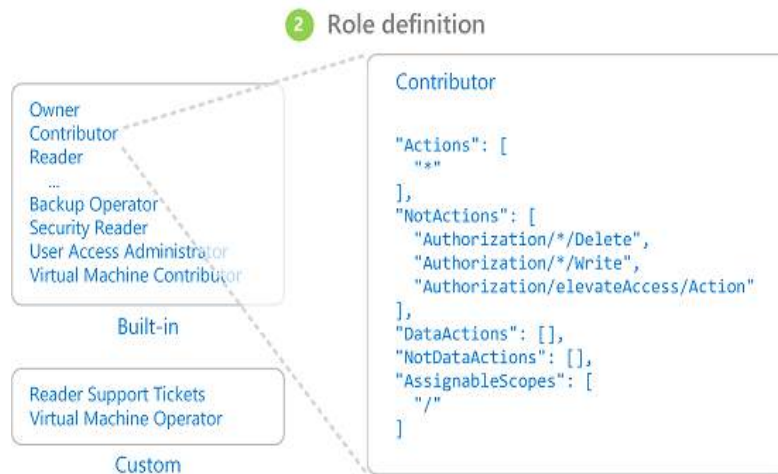 2 Role definition
Owner
Contributor
Reader
...
Backup Operator
Security Reader
User Access Administrator
Virtual Machine Contributor
Built-in
Reader Support Tickets
Virtual Machine Operator
Custom
Contributor
"Actions": [
"*"
],
"NotActions": [
"Authorization/*/Delete",
"Authorization/*/Write",
"Authorization/elevateAccess/Action"
],
"DataActions": [],
"NotDataActions": [],
"AssignableScopes": [
"/"
]